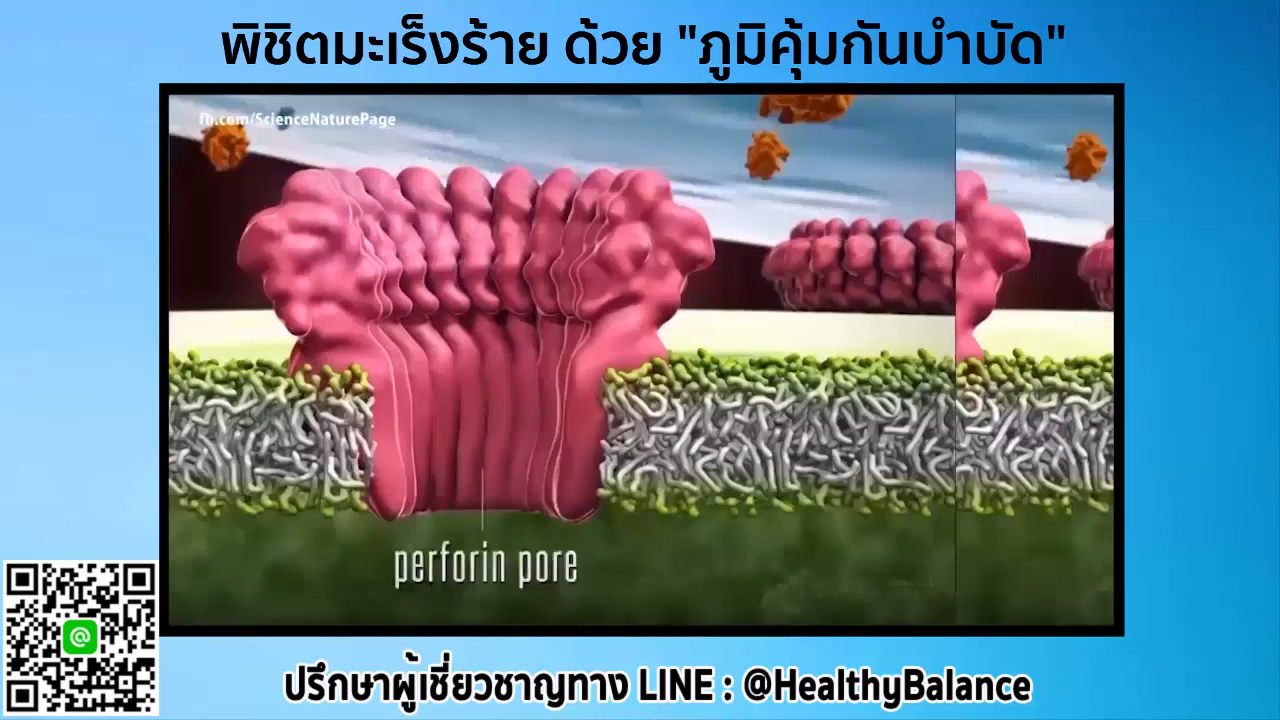 พิชิตมะเร็งร้าย ด้วย "ภูมิคุ้มกันบำบัด"
fb.com/ScienceNaturePage
perforin pore
@
ปรึกษาผู้เชี่ยวชาญทาง LINE : @HealthyBalance